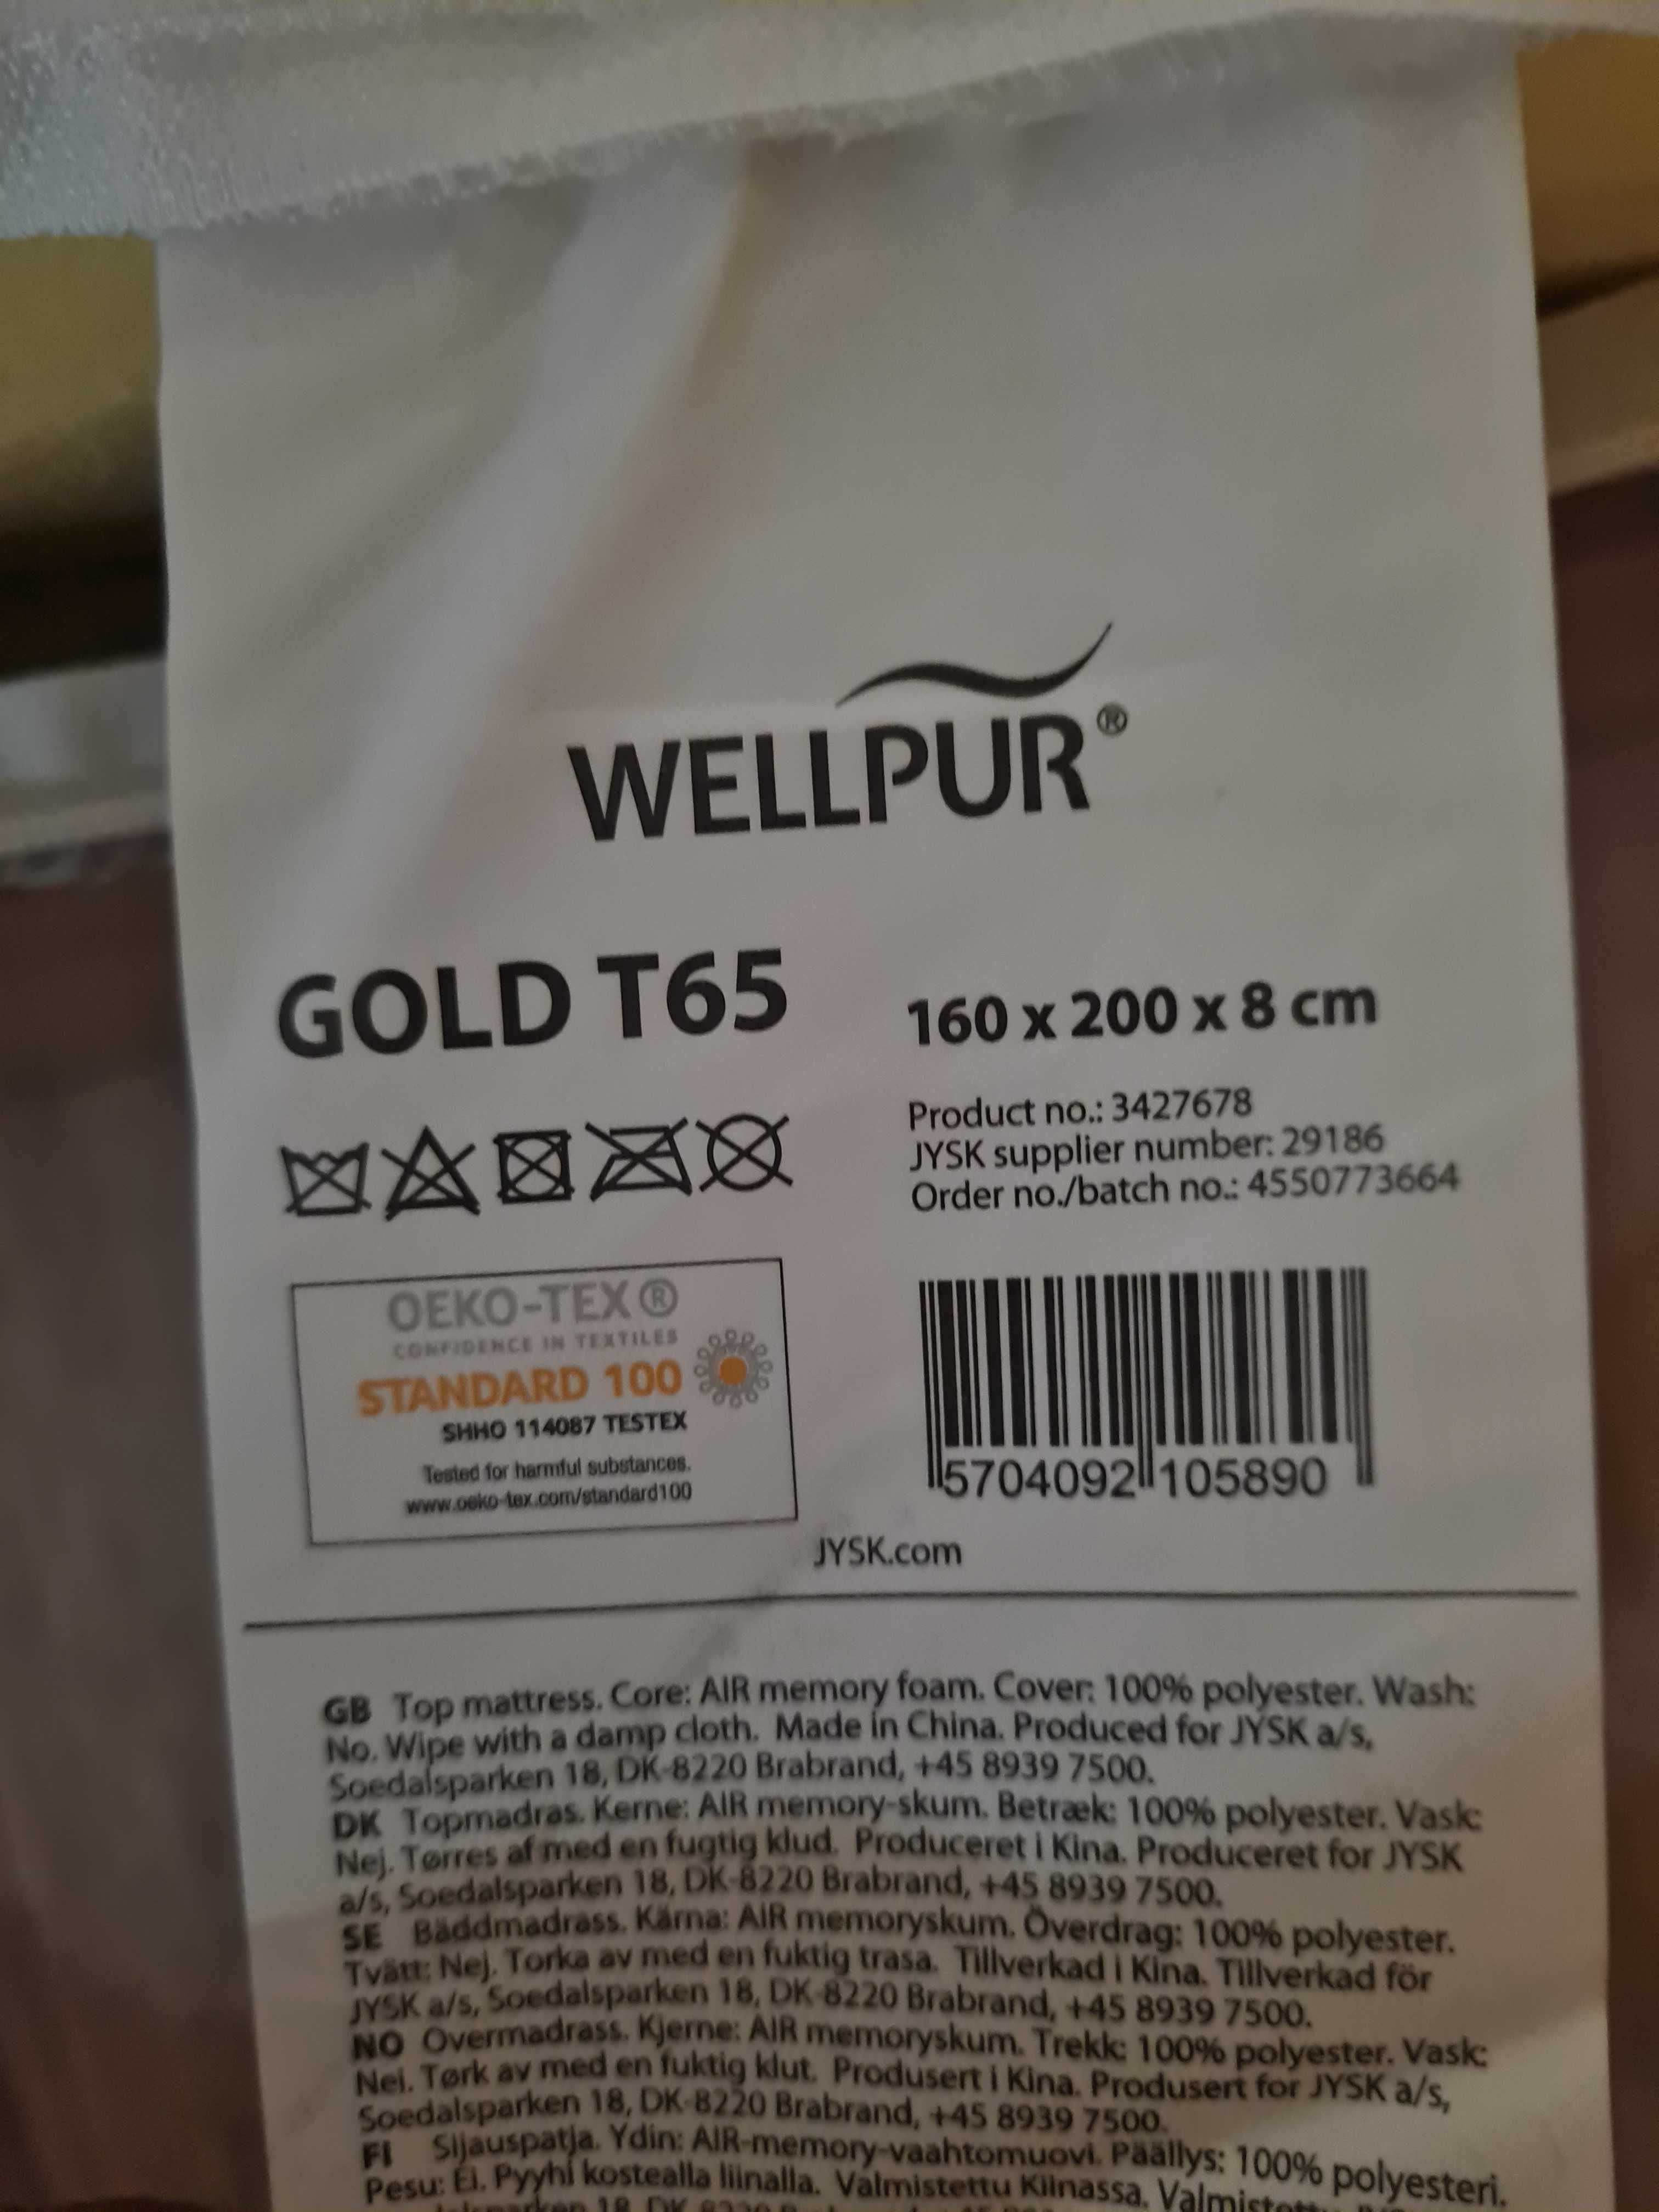 WELLPUR®
GOLD T65
160 x 200 x 8 cm
Product no.: 3427678
JYSK supplier number: 29186
Order no./batch no.: 4550773664
OEKO-TEX®
CONFIDENCE IN TEXTILES
STANDARD 100
SHHO 114087 TESTEX
Tested for harmful substances.
www.oeko-tex.com/standard100
5704092 105890
JYSK.com
GB Top mattress. Core: AIR memory foam. Cover: 100% polyester. Wash:
No. Wipe with a damp cloth. Made in China. Produced for JYSK a/s,
Soedalsparken 18, DK-8220 Brabrand, +45 8939 7500.
DK Topmadras. Kerne: AIR memory-skum. Betræk: 100% polyester. Vask:
Nej. Tørres af med en fugtig klud. Produceret i Kina. Produceret for JYSK
a/s, Soedalsparken 18, DK-8220 Brabrand, +45 8939 7500.
SE Bäddmadrass. Kärna: AIR memoryskum. Överdrag: 100% polyester.
Tvätt: Nej. Torka av med en fuktig trasa. Tillverkad i Kina. Tillverkad för
JYSK a/s, Soedalsparken 18, DK-8220 Brabrand, +45 8939 7500.
NO Overmadrass. Kjerne: AIR memoryskum. Trekk: 100% polyester. Vask:
Nei. Tørk av med en fuktig klut. Produsert i Kina. Produsert for JYSK a/s,
Soedalsparken 18, DK-8220 Brabrand, +45 8939 7500.
FI Sijauspatja. Ydin: AIR-memory-vaahtomuovi. Päällys: 100% polyesteri.
Pesu: Ei. Pyyhi kostealla liinalla. Valmistettu Kiinassa.